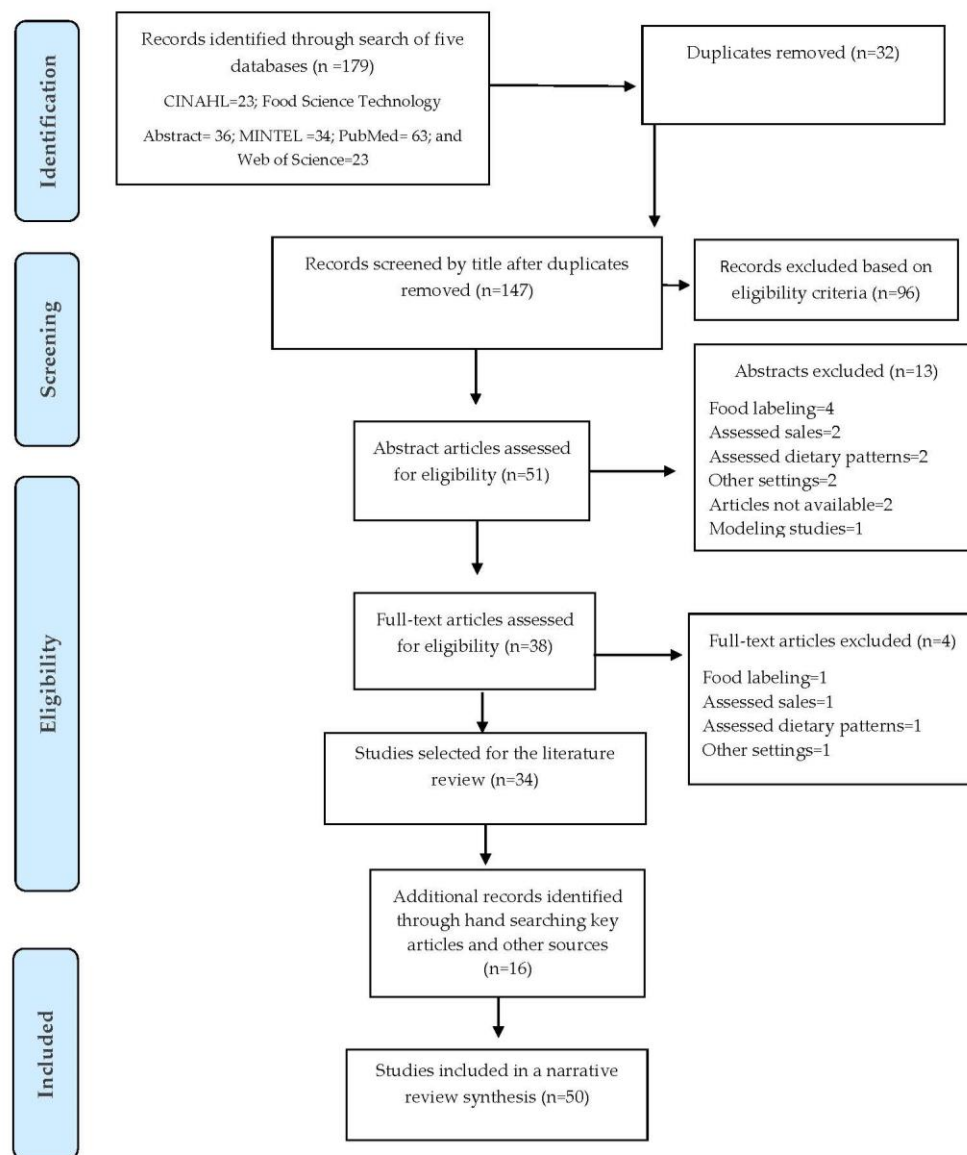 Identification
Records identified through search of five
databases (n =179)
CINAHL=23; Food Science Technology
Abstract= 36; MINTEL =34; PubMed= 63; and
Web of Science=23
Duplicates removed (n=32)
Screening
Records screened by title after duplicates
removed (n=147)
Records excluded based on
eligibility criteria (n=96)
Abstract articles assessed
for eligibility (n=51)
Abstracts excluded (n=13)
Food labeling=4
Assessed sales=2
Assessed dietary patterns=2
Other settings=2
Articles not available=2
Modeling studies=1
Eligibility
Full-text articles assessed
for eligibility (n=38)
Full-text articles excluded (n=4)
Food labeling=1
Assessed sales=1
Assessed dietary patterns=1
Other settings=1
Studies selected for the literature
review (n=34)
Additional records identified
through hand searching key
articles and other sources
(n=16)
Included
Studies included in a narrative
review synthesis (n=50)